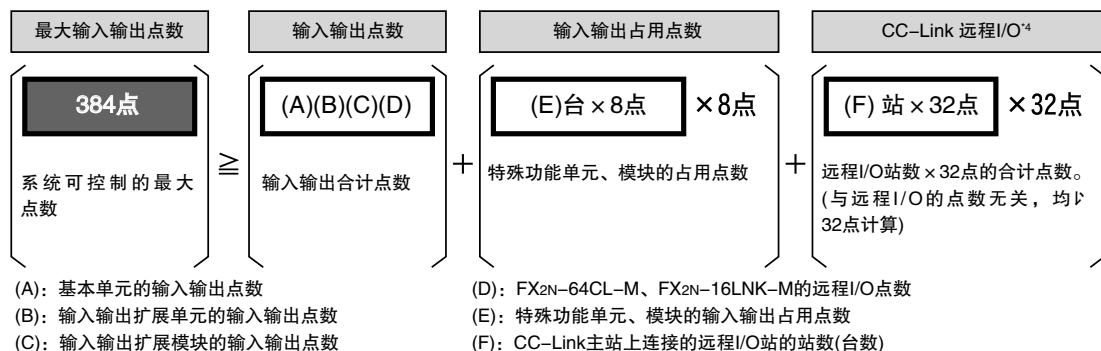 最大输入输出点数
输入输出点数
输入输出占用点数
CC-Link 远程I/O*4
384点
≧
(A)(B)(C)(D)
+
(E)台×8点
×8点
+
(F) 站×32点
×32点
系统可控制的最大
点数
输入输出合计点数
特殊功能单元、模块的占用点数
远程I/O站数×32点的合计点数。
(与远程I/O的点数无关，均以
32点计算)
(A)：基本单元的输入输出点数
(B)：输入输出扩展单元的输入输出点数
(C)：输入输出扩展模块的输入输出点数
(D)：FX2N-64CL-M、FX2N-16LNK-M的远程I/O点数
(E)：特殊功能单元、模块的输入输出占用点数
(F)：CC-Link主站上连接的远程I/O站的站数(台数)